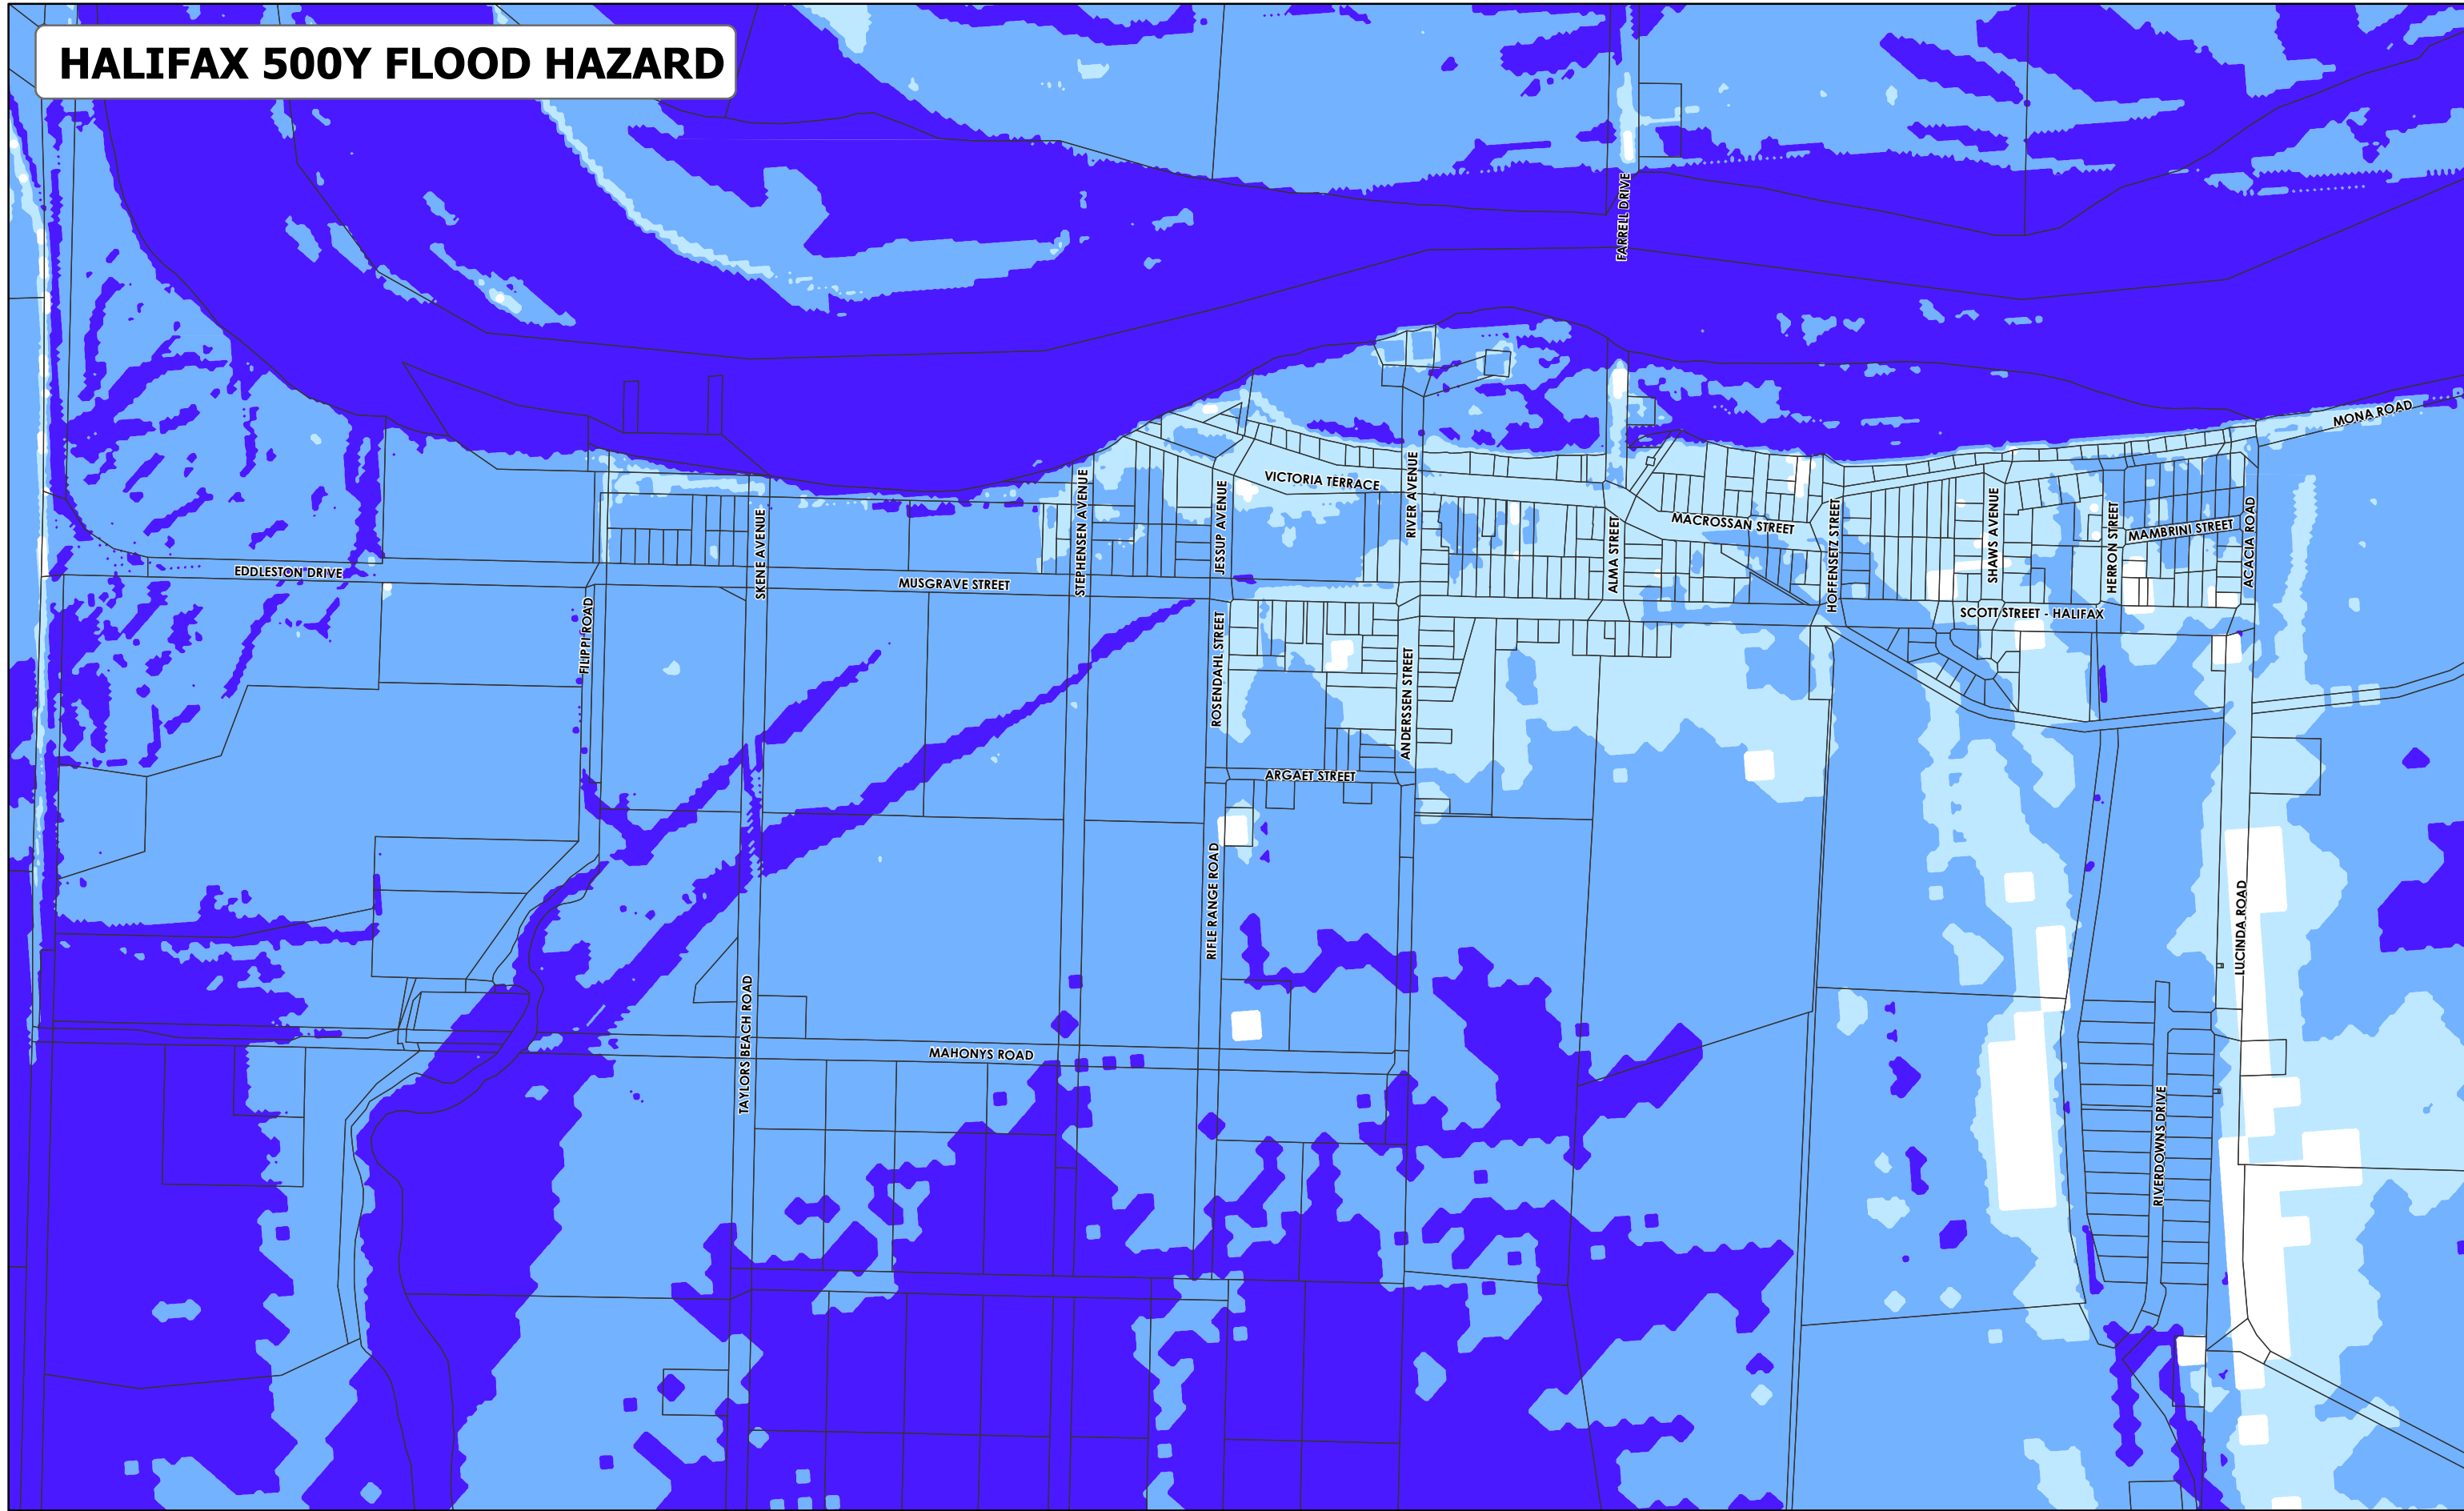 HALIFAX 500Y FLOOD HAZARD
FARRELL DRIVE
MONA ROAD
VICTORIA TERRACE
RIVER AVENUE
STEPHENSEN AVENUE
JESSUP AVENUE
SKENE AVENUE
MACROSSAN STREET
ALMA STREET
HOFFENSETZ STREET
SHAWS AVENUE
HERRON STREET
MAMBRINI STREET
ACACIA ROAD
EDDLESTON DRIVE
MUSGRAVE STREET
SCOTT STREET - HALIFAX
FILIPPI ROAD
ROSENDAHL STREET
ANDERSSEN STREET
ARGAET STREET
RIFLE RANGE ROAD
LUCINDA ROAD
TAYLORS BEACH ROAD
MAHONYS ROAD
RIVERDOWNS DRIVE